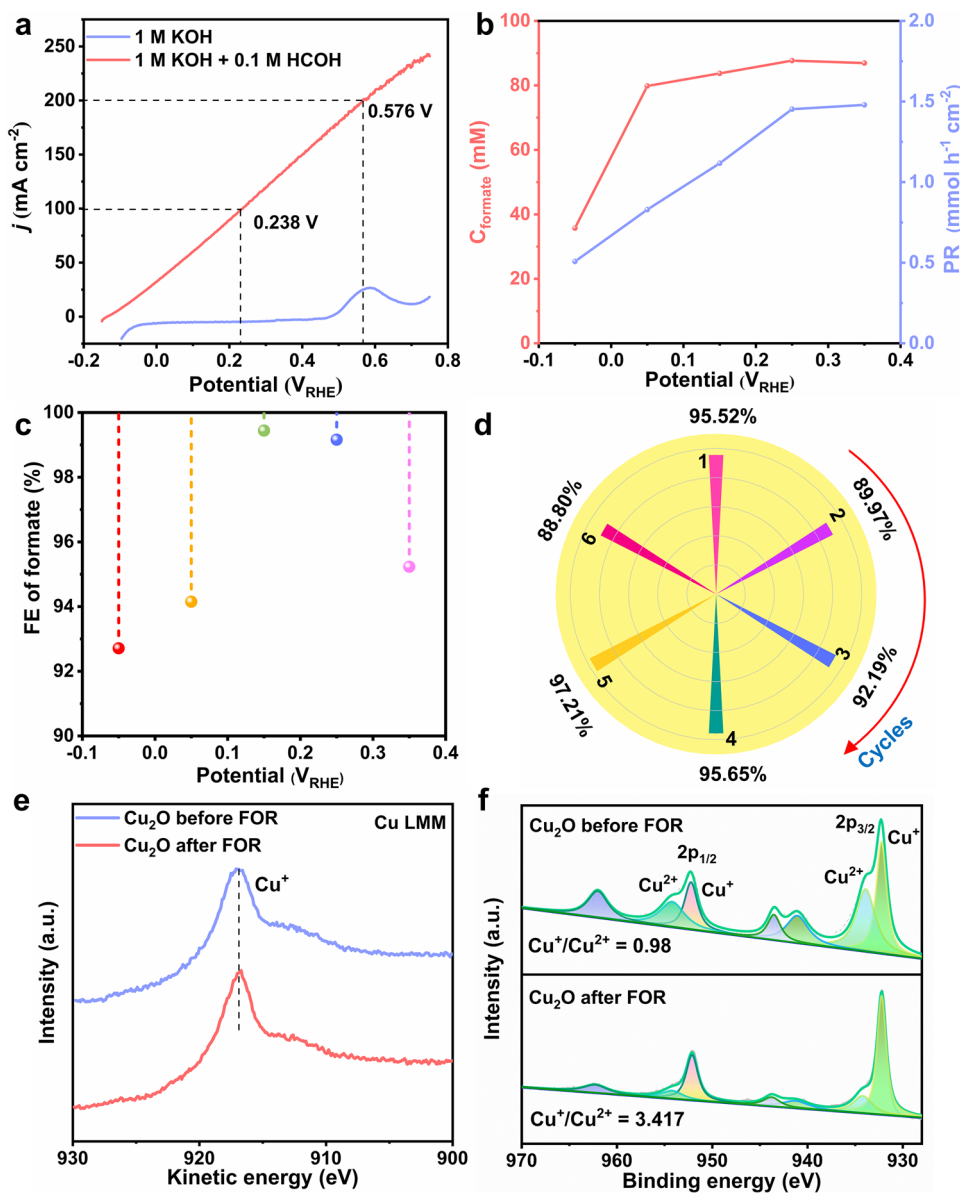 a
1 M KOH
1 M KOH + 0.1 M HCOH
250
200
150
100
50
0
j (mA cm⁻²)
0.576 V
0.238 V
-0.2
0.0
0.2
0.4
0.6
0.8
Potential (V_RHE)
b
100
80
60
40
20
0
C_formate (mM)
2.0
1.5
1.0
0.5
0.0
PR (mmol h⁻¹ cm⁻²)
-0.1
0.0
0.1
0.2
0.3
0.4
Potential (V_RHE)
c
100
98
96
94
92
90
FE of formate (%)
-0.1
0.0
0.1
0.2
0.3
0.4
Potential (V_RHE)
d
95.52%
89.97%
92.19%
95.65%
97.21%
88.80%
1
2
3
4
5
6
Cycles
e
Cu₂O before FOR
Cu₂O after FOR
Cu LMM
Cu⁺
Intensity (a.u.)
930
920
910
900
Kinetic energy (eV)
f
Cu₂O before FOR
2p₃/₂
Cu⁺
2p₁/₂
Cu²⁺
Cu²⁺
Cu⁺
Cu⁺/Cu²⁺ = 0.98
Cu₂O after FOR
Cu⁺/Cu²⁺ = 3.417
Intensity (a.u.)
970
960
950
940
930
Binding energy (eV)